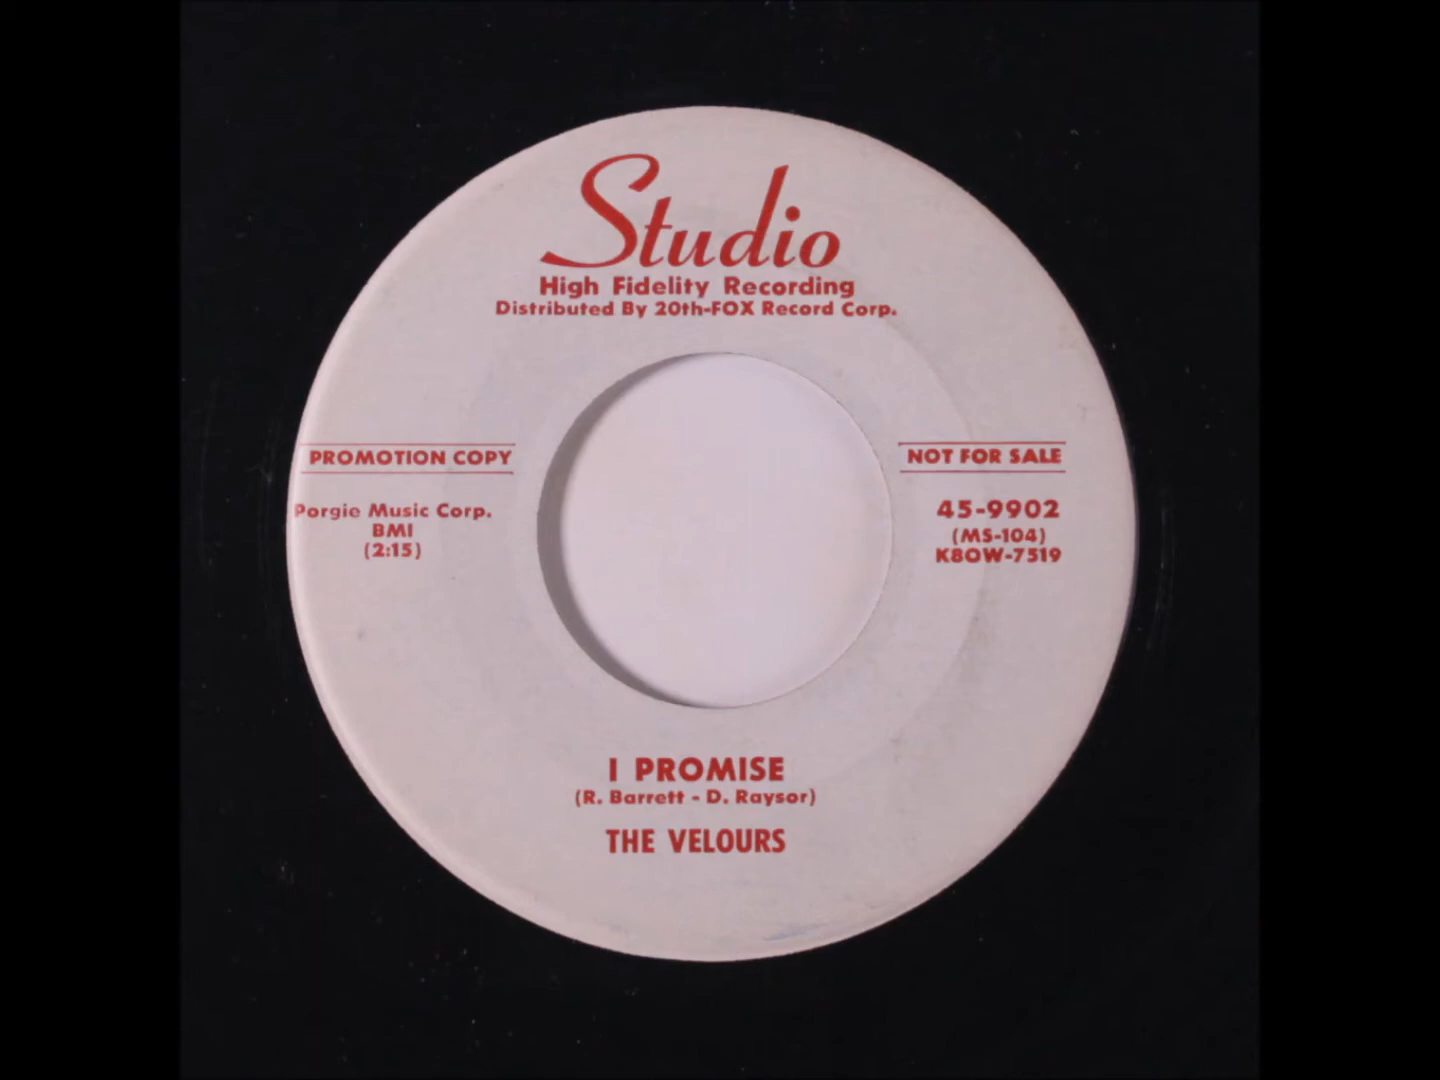 Studio
High Fidelity Recording
Distributed By 20th-FOX Record Corp.
PROMOTION COPY
NOT FOR SALE
Porgie Music Corp.
BMI
(2:15)
45-9902
(MS-104)
K8OW-7519
I PROMISE
(R. Barrett - D. Raysor)
THE VELOURS